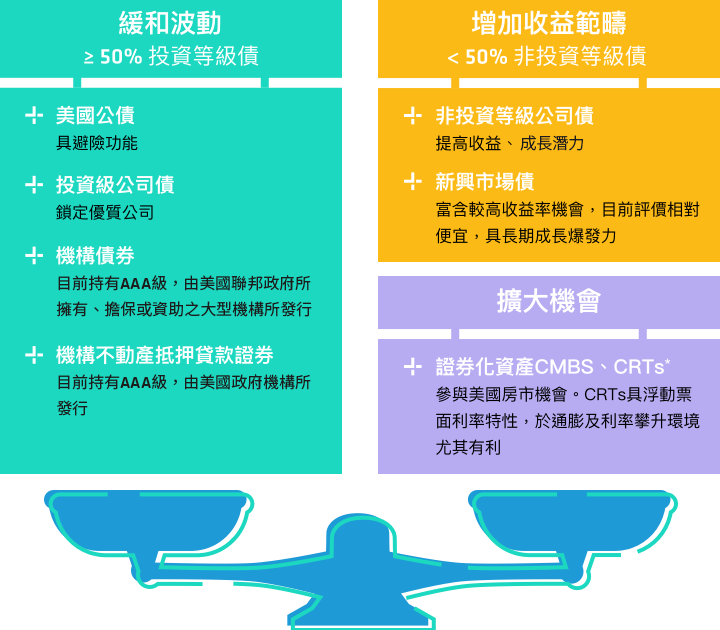 緩和波動
≥ 50% 投資等級債
美國公債
具避險功能
投資級公司債
鎖定優質公司
機構債券
目前持有AAA級，由美國聯邦政府所
擁有、擔保或資助之大型機構所發行
機構不動產抵押貸款證券
目前持有AAA級，由美國政府機構所
發行
增加收益範疇
< 50% 非投資等級債
非投資等級公司債
提高收益、成長潛力
新興市場債
富含較高收益率機會，目前評價相對
便宜，具長期成長爆發力
擴大機會
證券化資產CMBS、CRTs*
參與美國房市機會。CRTs具浮動票
面利率特性，於通膨及利率攀升環境
尤其有利